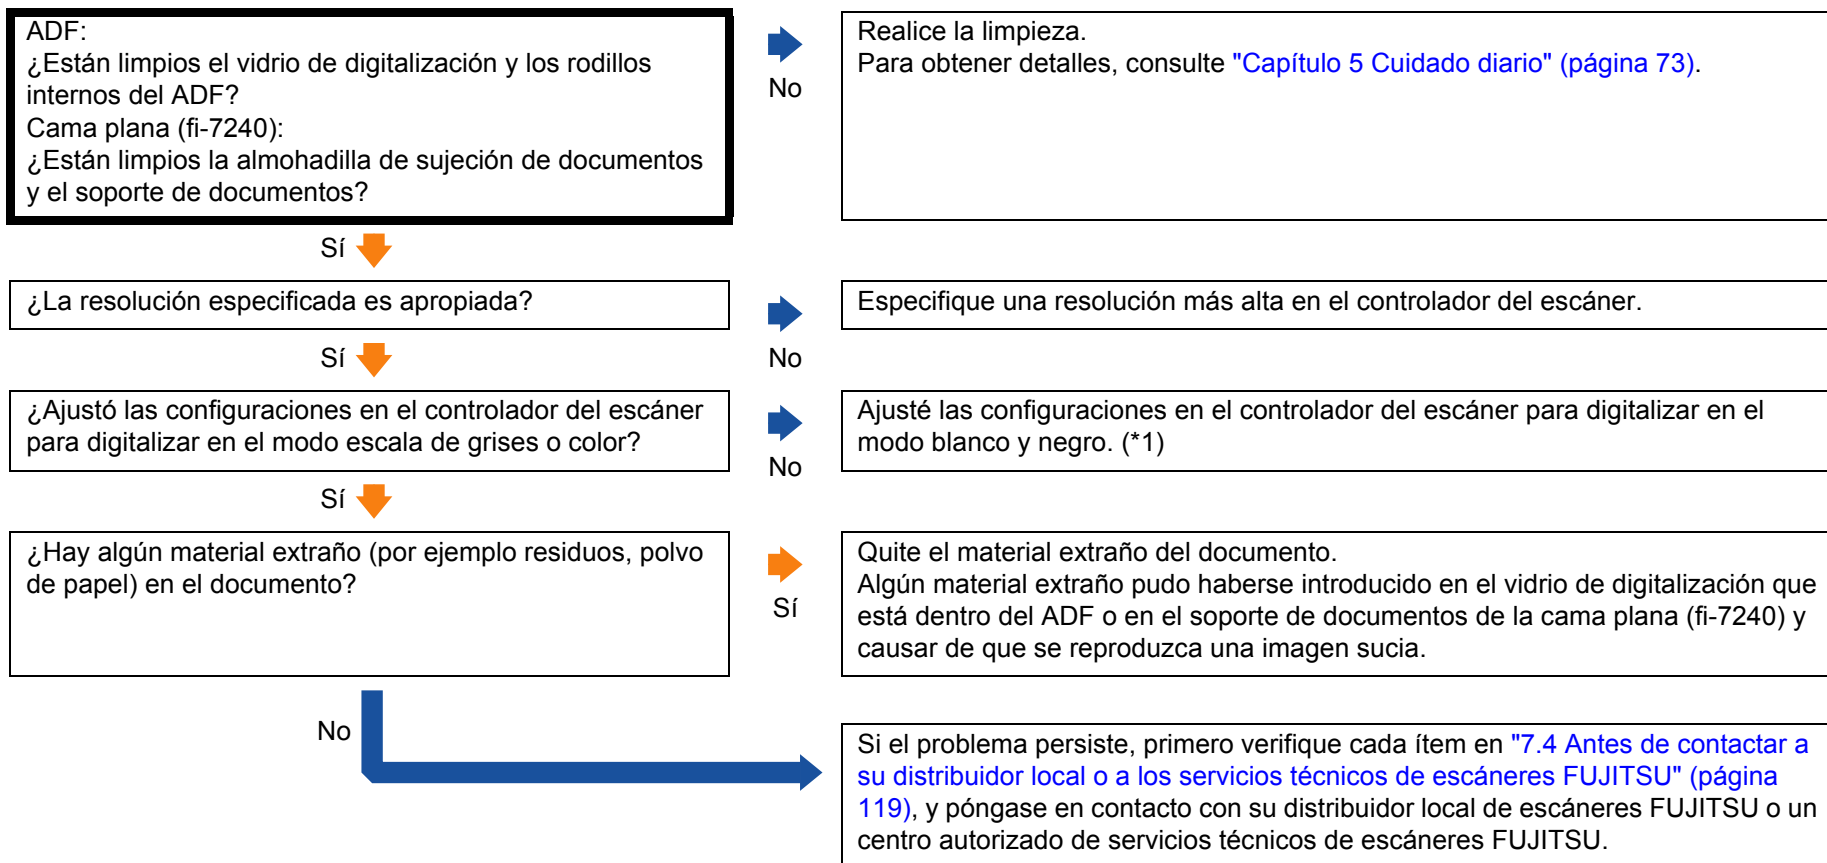 ADF:
¿Están limpios el vidrio de digitalización y los rodillos
internos del ADF?
Cama plana (fi-7240):
¿Están limpios la almohadilla de sujeción de documentos
y el soporte de documentos?
No
Realice la limpieza.
Para obtener detalles, consulte "Capítulo 5 Cuidado diario" (página 73).
Sí
¿La resolución especificada es apropiada?
No
Especifique una resolución más alta en el controlador del escáner.
Sí
¿Ajustó las configuraciones en el controlador del escáner
para digitalizar en el modo escala de grises o color?
No
Ajusté las configuraciones en el controlador del escáner para digitalizar en el
modo blanco y negro. (*1)
Sí
¿Hay algún material extraño (por ejemplo residuos, polvo
de papel) en el documento?
Sí
Quite el material extraño del documento.
Algún material extraño pudo haberse introducido en el vidrio de digitalización que
está dentro del ADF o en el soporte de documentos de la cama plana (fi-7240) y
causar de que se reproduzca una imagen sucia.
No
Si el problema persiste, primero verifique cada ítem en "7.4 Antes de contactar a
su distribuidor local o a los servicios técnicos de escáneres FUJITSU" (página
119), y póngase en contacto con su distribuidor local de escáneres FUJITSU o un
centro autorizado de servicios técnicos de escáneres FUJITSU.